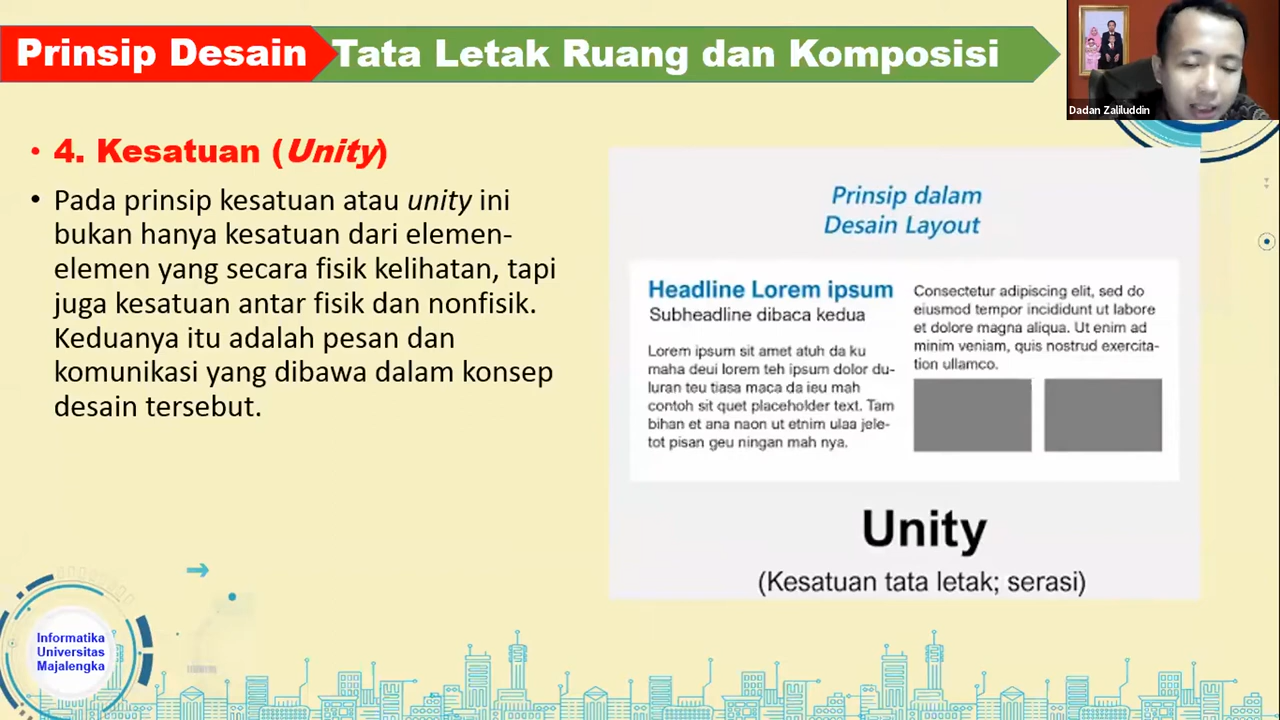 Prinsip Desain
Tata Letak Ruang dan Komposisi
Dadan Zaliluddin
• 4. Kesatuan (Unity)
• Pada prinsip kesatuan atau unity ini
bukan hanya kesatuan dari elemen-
elemen yang secara fisik kelihatan, tapi
juga kesatuan antar fisik dan nonfisik.
Keduanya itu adalah pesan dan
komunikasi yang dibawa dalam konsep
desain tersebut.
Prinsip dalam
Desain Layout
Headline Lorem ipsum
Subheadline dibaca kedua
Lorem ipsum sit amet atuh da ku
maha deui lorem teh ipsum dolor du-
luran teu tiasa maca da ieu mah
contoh sit quet placeholder text. Tam
bihan et ana naon ut etnim ulaa jele-
tot pisan geu ningan mah nya.
Consectetur adipiscing elit, sed do
eiusmod tempor incididunt ut labore
et dolore magna aliqua. Ut enim ad
minim veniam, quis nostrud exercita-
tion ullamco.
Unity
(Kesatuan tata letak; serasi)
Informatika
Universitas
Majalengka